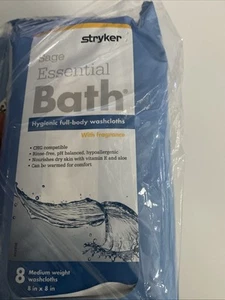 stryker
Sage
Essential
Bath®
Hygienic full-body washcloths
With fragrance
• CHG compatible
• Rinse-free, pH balanced, hypoallergenic
• Nourishes dry skin with vitamin E and aloe
• Can be warmed for comfort
8 Medium weight
washcloths
8 in x 8 in